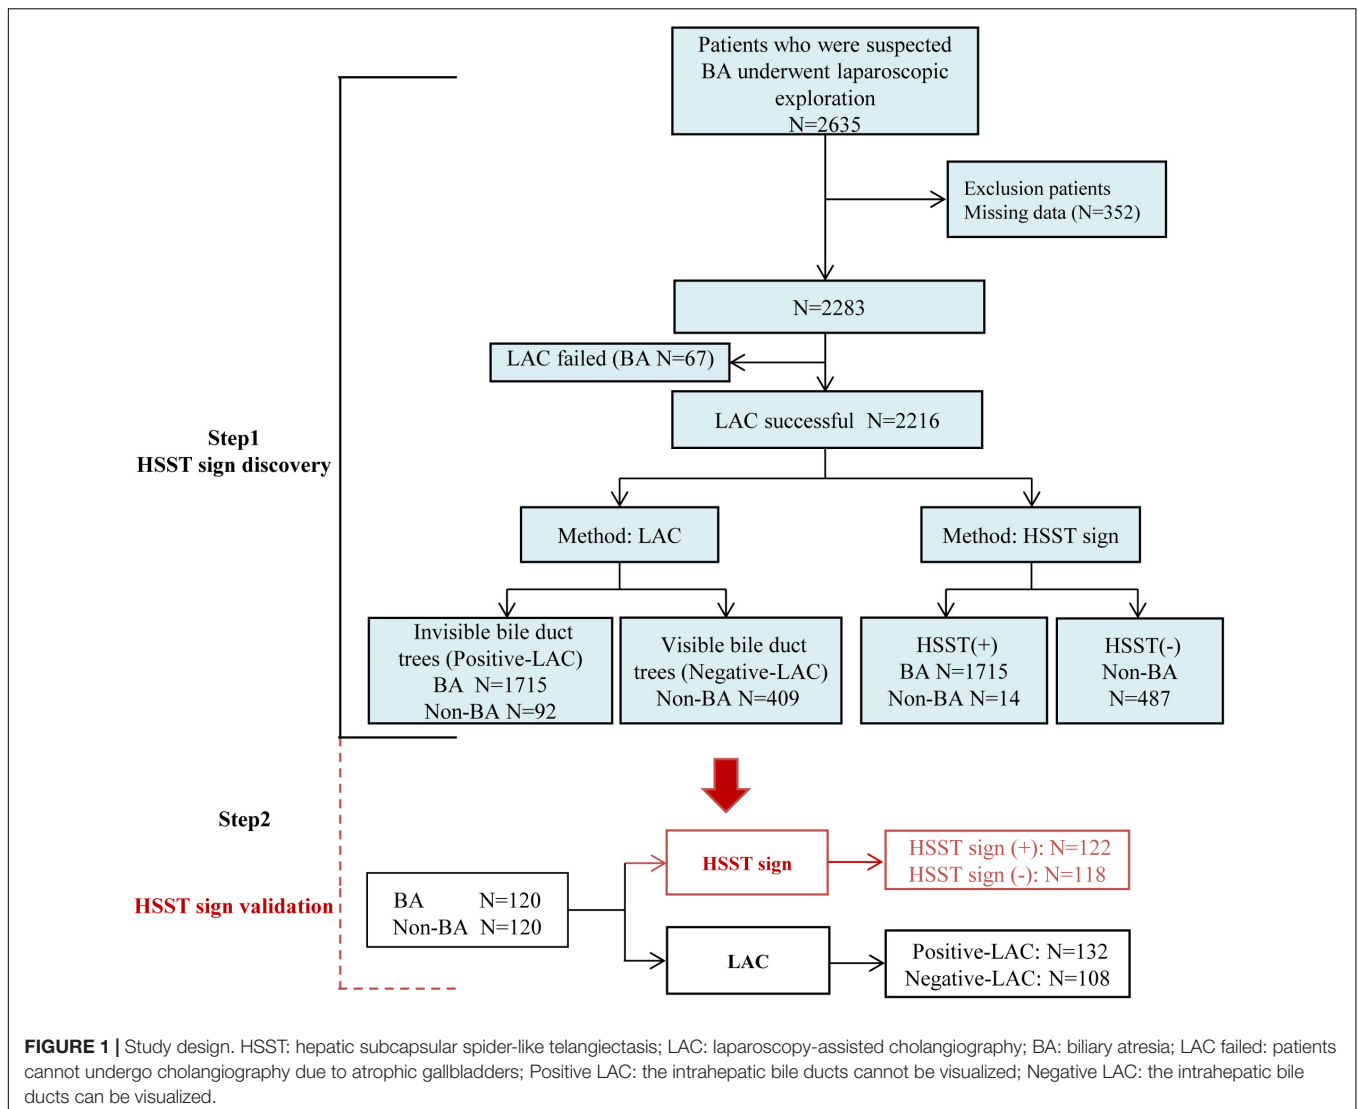 Patients who were suspected
BA underwent laparoscopic
exploration
N=2635
Exclusion patients
Missing data (N=352)
N=2283
LAC failed (BA N=67)
LAC successful N=2216
Step1
HSST sign discovery
Method: LAC
Method: HSST sign
Invisible bile duct
trees (Positive-LAC)
BA N=1715
Non-BA N=92
Visible bile duct
trees (Negative-LAC)
Non-BA N=409
HSST(+)
BA N=1715
Non-BA N=14
HSST(-)
Non-BA
N=487
Step2
HSST sign validation
BA N=120
Non-BA N=120
HSST sign
HSST sign (+): N=122
HSST sign (-): N=118
LAC
Positive-LAC: N=132
Negative-LAC: N=108
FIGURE 1 | Study design. HSST: hepatic subcapsular spider-like telangiectasis; LAC: laparoscopy-assisted cholangiography; BA: biliary atresia; LAC failed: patients
cannot undergo cholangiography due to atrophic gallbladders; Positive LAC: the intrahepatic bile ducts cannot be visualized; Negative LAC: the intrahepatic bile
ducts can be visualized.